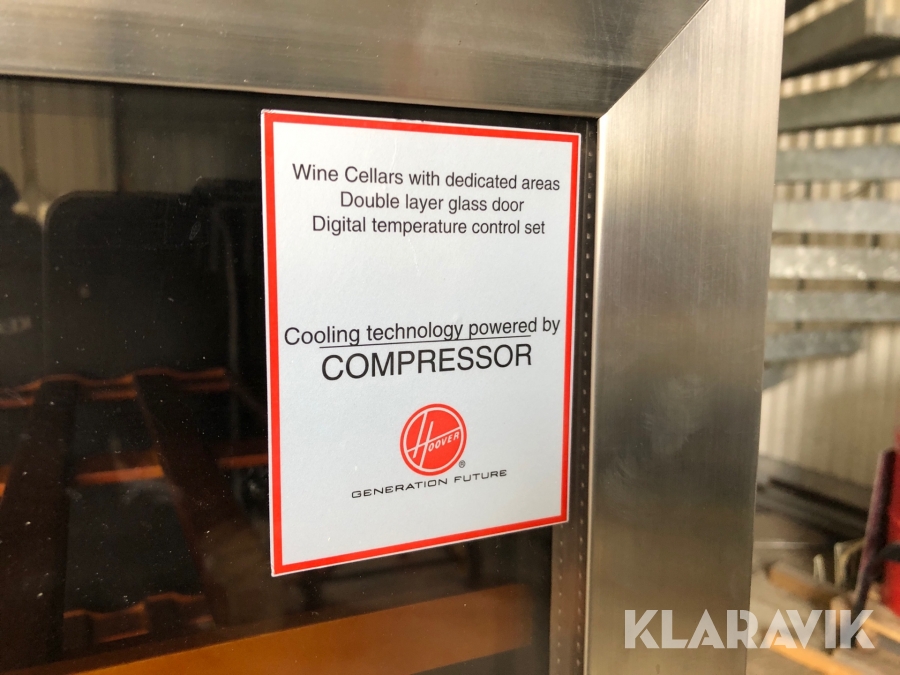 Wine Cellars with dedicated areas
Double layer glass door
Digital temperature control set
Cooling technology powered by
COMPRESSOR
HOOVER
®
GENERATION FUTURE
KLARAVIK